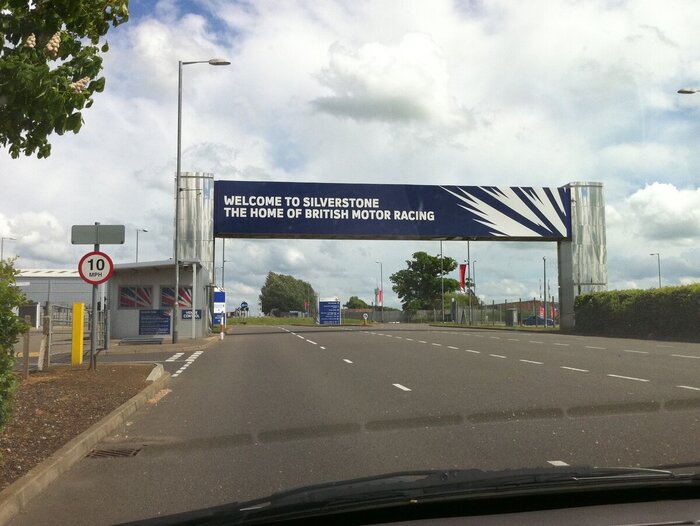 WELCOME TO SILVERSTONE
THE HOME OF BRITISH MOTOR RACING
10
MPH